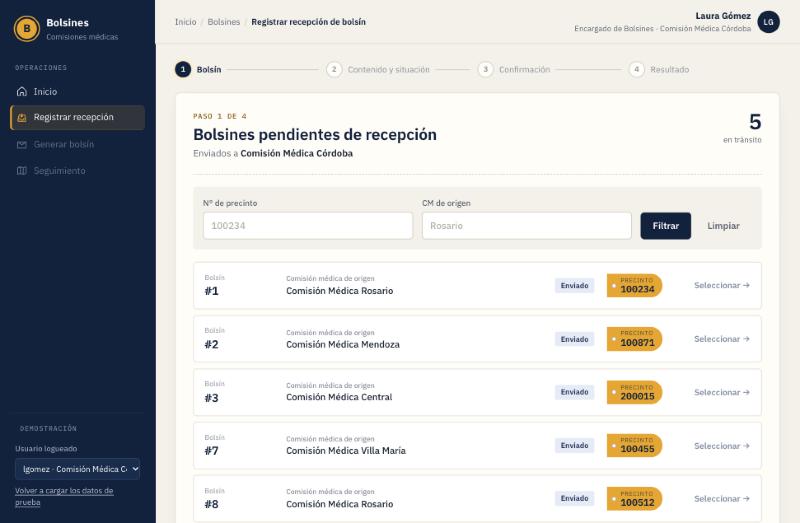 B
Bolsines
Comisiones médicas
OPERACIONES
Inicio
Registrar recepción
Generar bolsín
Seguimiento
DEMOSTRACIÓN
Usuario logueado
lgomez - Comisión Médica C
Volver a cargar los datos de
prueba
Inicio / Bolsines / Registrar recepción de bolsín
Laura Gómez
Encargado de Bolsines · Comisión Médica Córdoba
LG
1 Bolsín
2 Contenido y situación
3 Confirmación
4 Resultado
PASO 1 DE 4
Bolsines pendientes de recepción
Enviados a Comisión Médica Córdoba
5
en tránsito
Nº de precinto
100234
CM de origen
Rosario
Filtrar
Limpiar
Bolsín
#1
Comisión médica de origen
Comisión Médica Rosario
Enviado
PRECINTO
100234
Seleccionar →
Bolsín
#2
Comisión médica de origen
Comisión Médica Mendoza
Enviado
PRECINTO
100871
Seleccionar →
Bolsín
#3
Comisión médica de origen
Comisión Médica Central
Enviado
PRECINTO
200015
Seleccionar →
Bolsín
#7
Comisión médica de origen
Comisión Médica Villa María
Enviado
PRECINTO
100455
Seleccionar →
Bolsín
#8
Comisión médica de origen
Comisión Médica Rosario
Enviado
PRECINTO
100512
Seleccionar →